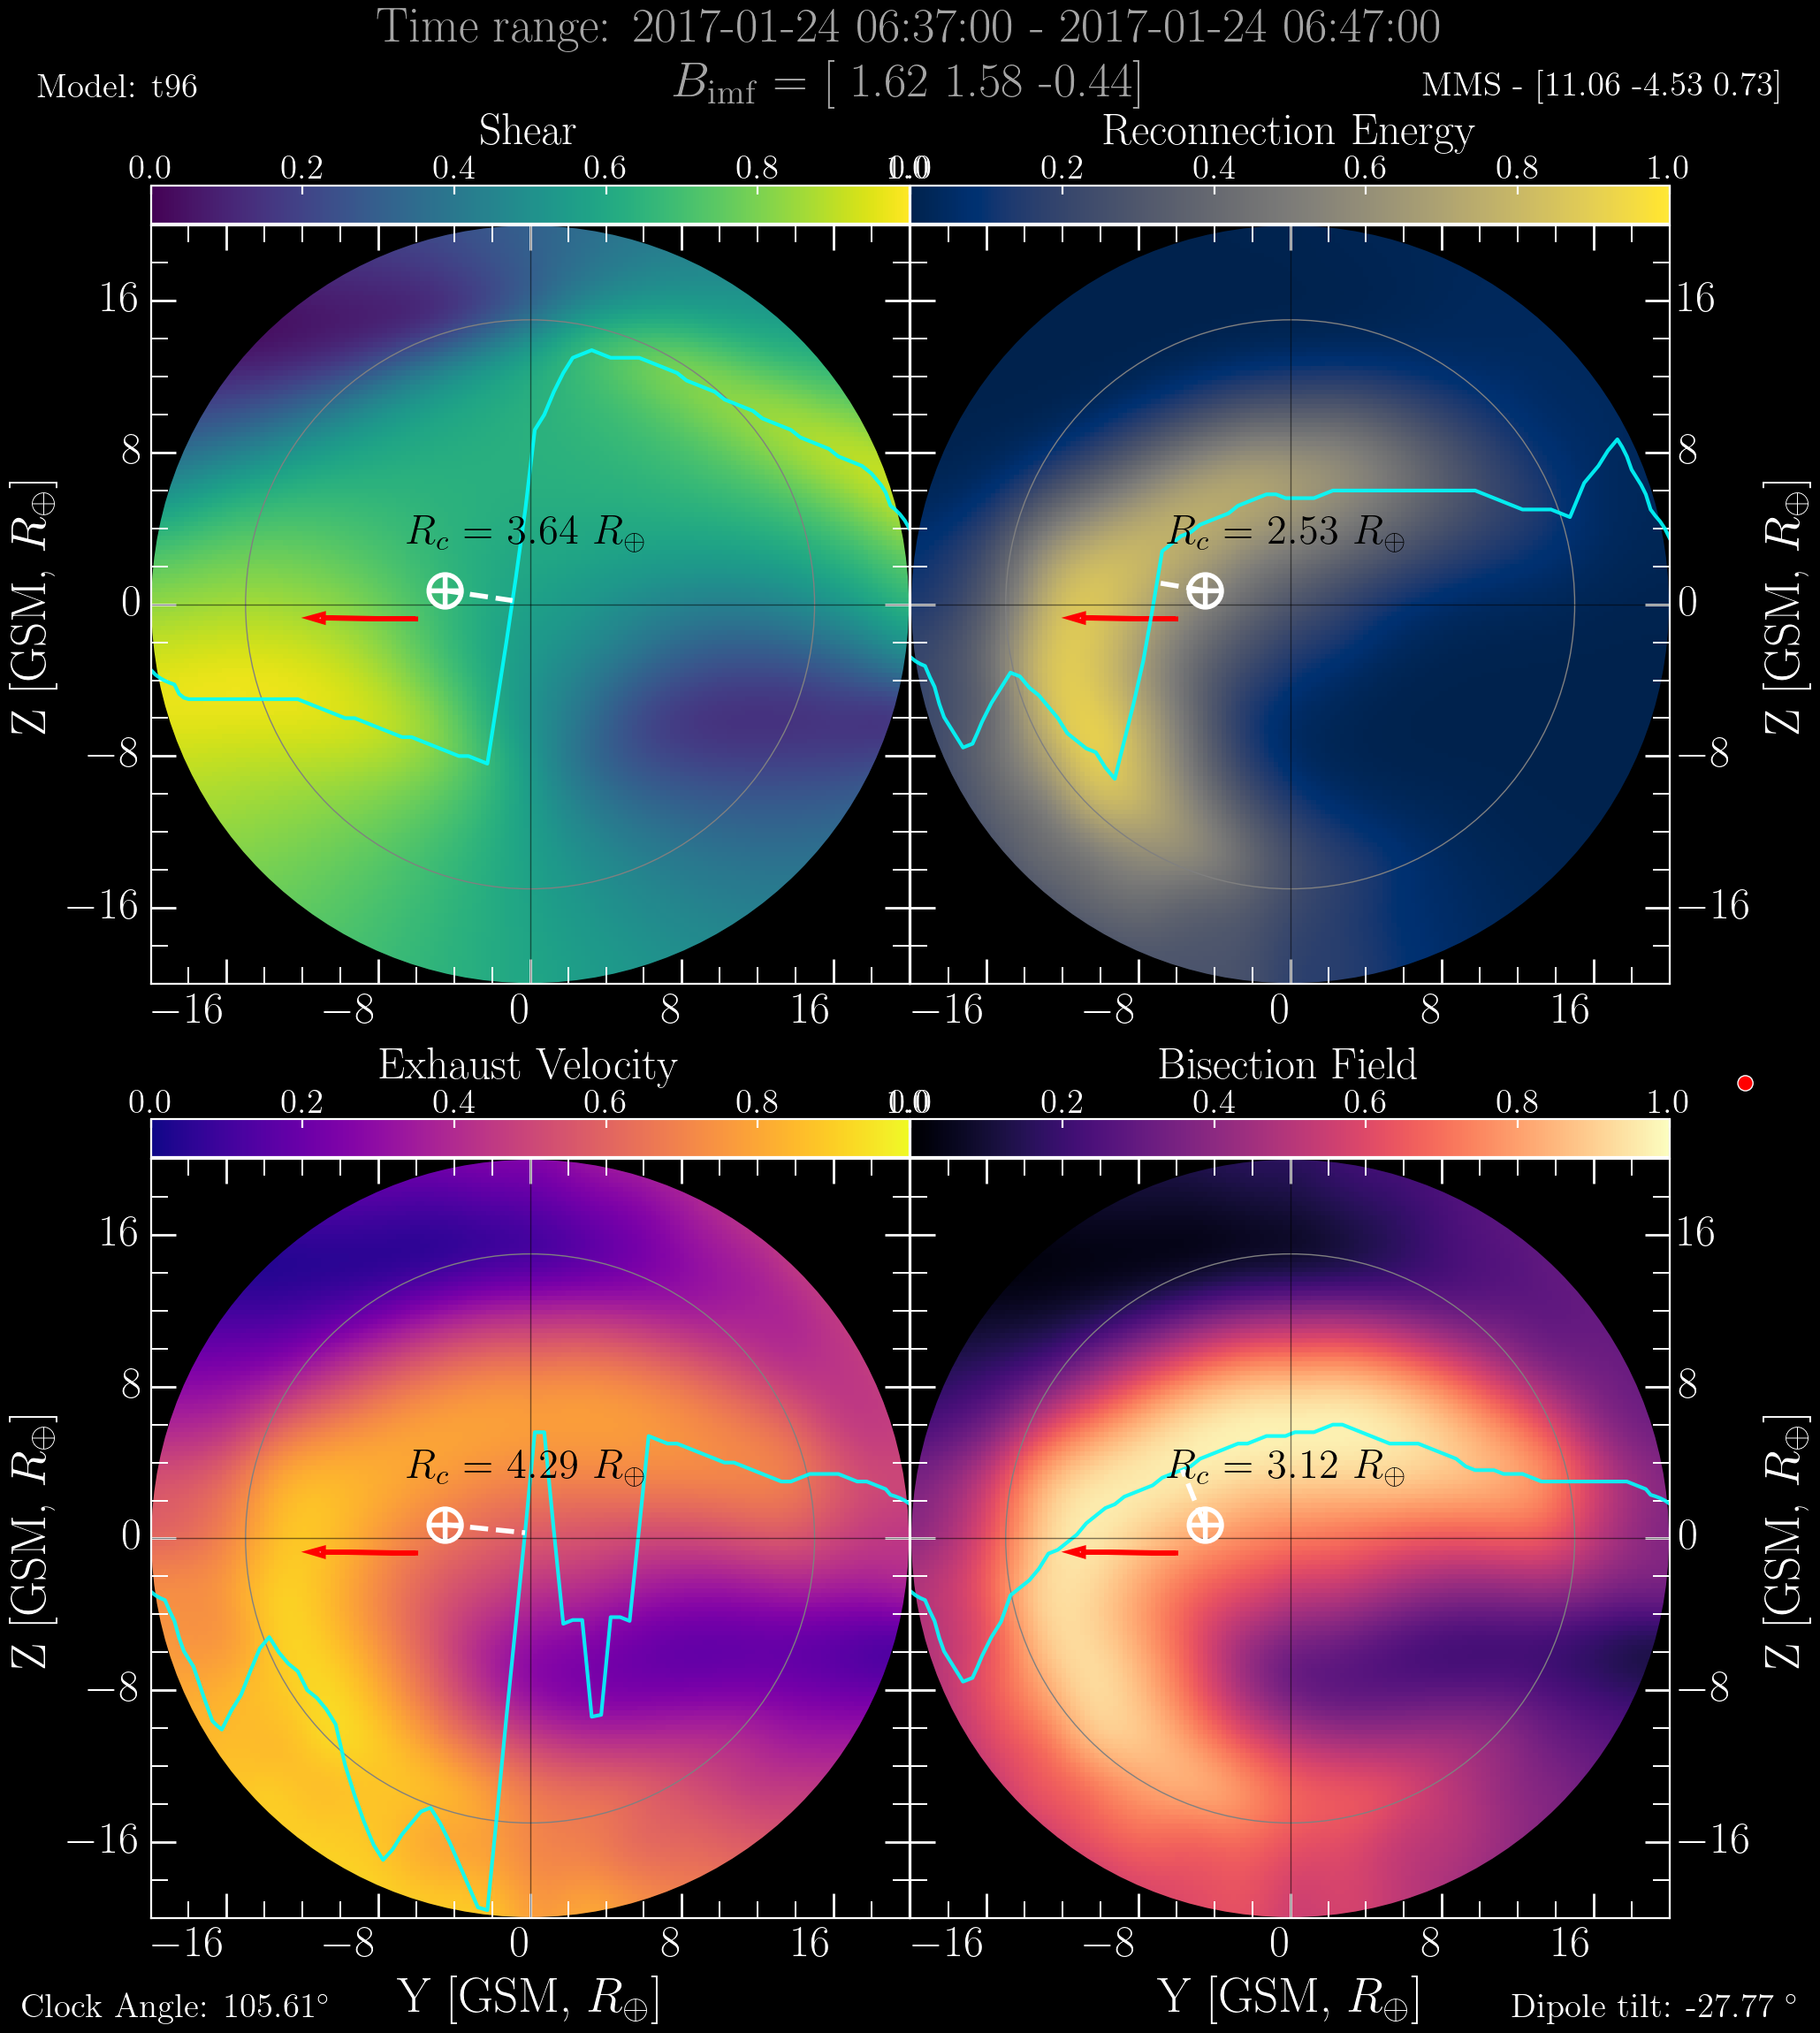 Time range: 2017-01-24 06:37:00 - 2017-01-24 06:47:00
Model: t96
B_imf = [ 1.62 1.58 -0.44]
MMS - [11.06 -4.53 0.73]
Shear
Reconnection Energy
0.0 0.2 0.4 0.6 0.8 1.0
0.0 0.2 0.4 0.6 0.8 1.0
16
8
0
−8
−16
Z [GSM, R⊕]
R_c = 3.64 R⊕
R_c = 2.53 R⊕
16
8
0
−8
−16
Z [GSM, R⊕]
−16 −8 0 8 16
−16 −8 0 8 16
Exhaust Velocity
Bisection Field
0.0 0.2 0.4 0.6 0.8 1.0
0.0 0.2 0.4 0.6 0.8 1.0
16
8
0
−8
−16
Z [GSM, R⊕]
R_c = 4.29 R⊕
R_c = 3.12 R⊕
16
8
0
−8
−16
Z [GSM, R⊕]
−16 −8 0 8 16
−16 −8 0 8 16
Y [GSM, R⊕]
Y [GSM, R⊕]
Clock Angle: 105.61°
Dipole tilt: -27.77 °